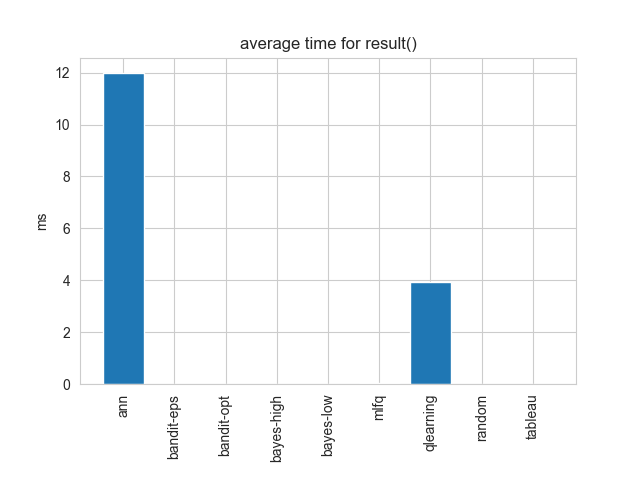 average time for result()
12
10
8
6
4
2
0
ms
ann
bandit-eps
bandit-opt
bayes-high
bayes-low
mlfq
qlearning
random
tableau